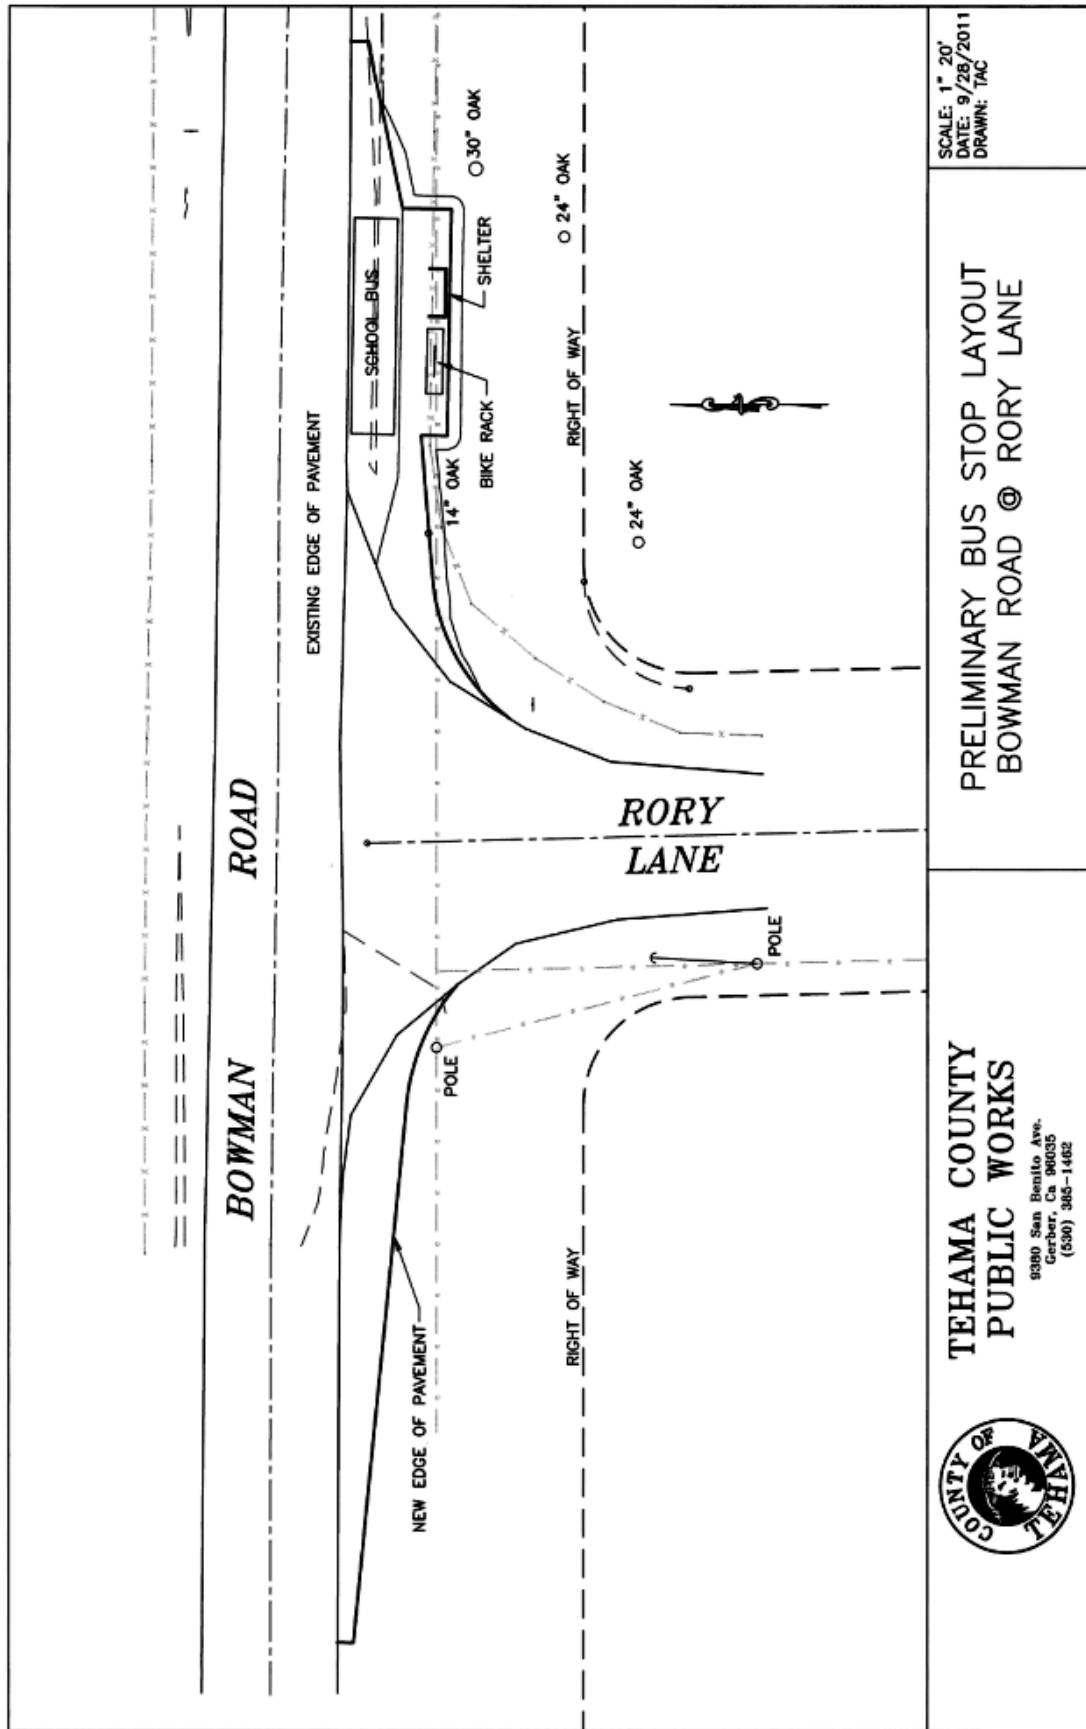 SCHOOL BUS
EXISTING EDGE OF PAVEMENT
30" OAK
24" OAK
SHELTER
BIKE RACK
14" OAK
RIGHT OF WAY
24" OAK
BOWMAN ROAD
RORY
LANE
POLE
POLE
NEW EDGE OF PAVEMENT
RIGHT OF WAY
COUNTY OF
TEHAMA
TEHAMA COUNTY
PUBLIC WORKS
9380 San Benito Ave.
Gerber, Ca 96035
(530) 385-1462
PRELIMINARY BUS STOP LAYOUT
BOWMAN ROAD @ RORY LANE
SCALE: 1" 20'
DATE: 9/28/2011
DRAWN: TAC